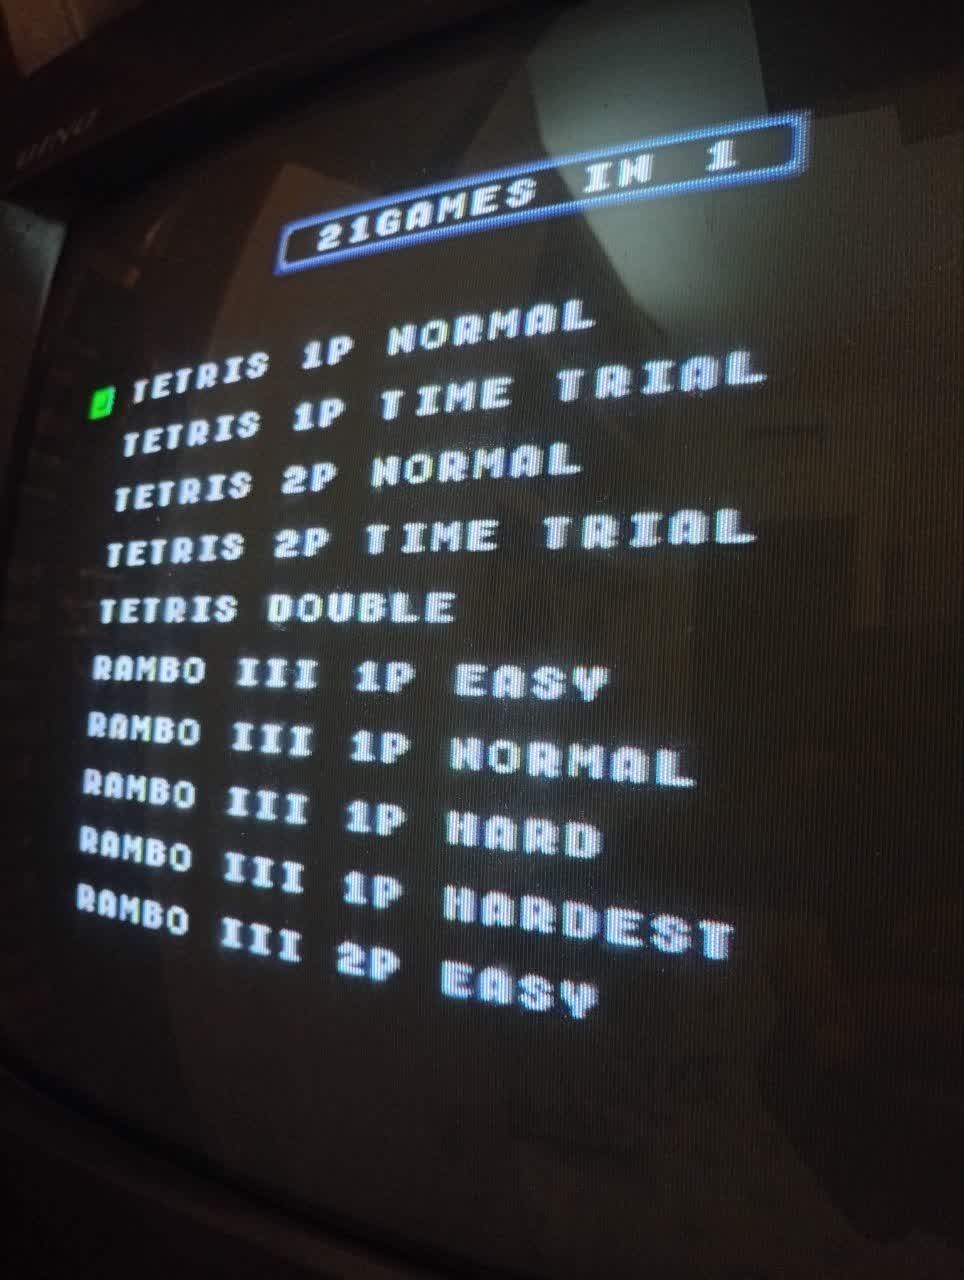 21GAMES IN 1
TETRIS 1P NORMAL
TETRIS 1P TIME TRIAL
TETRIS 2P NORMAL
TETRIS 2P TIME TRIAL
TETRIS DOUBLE
RAMBO III 1P EASY
RAMBO III 1P NORMAL
RAMBO III 1P HARD
RAMBO III 1P HARDEST
RAMBO III 2P EASY